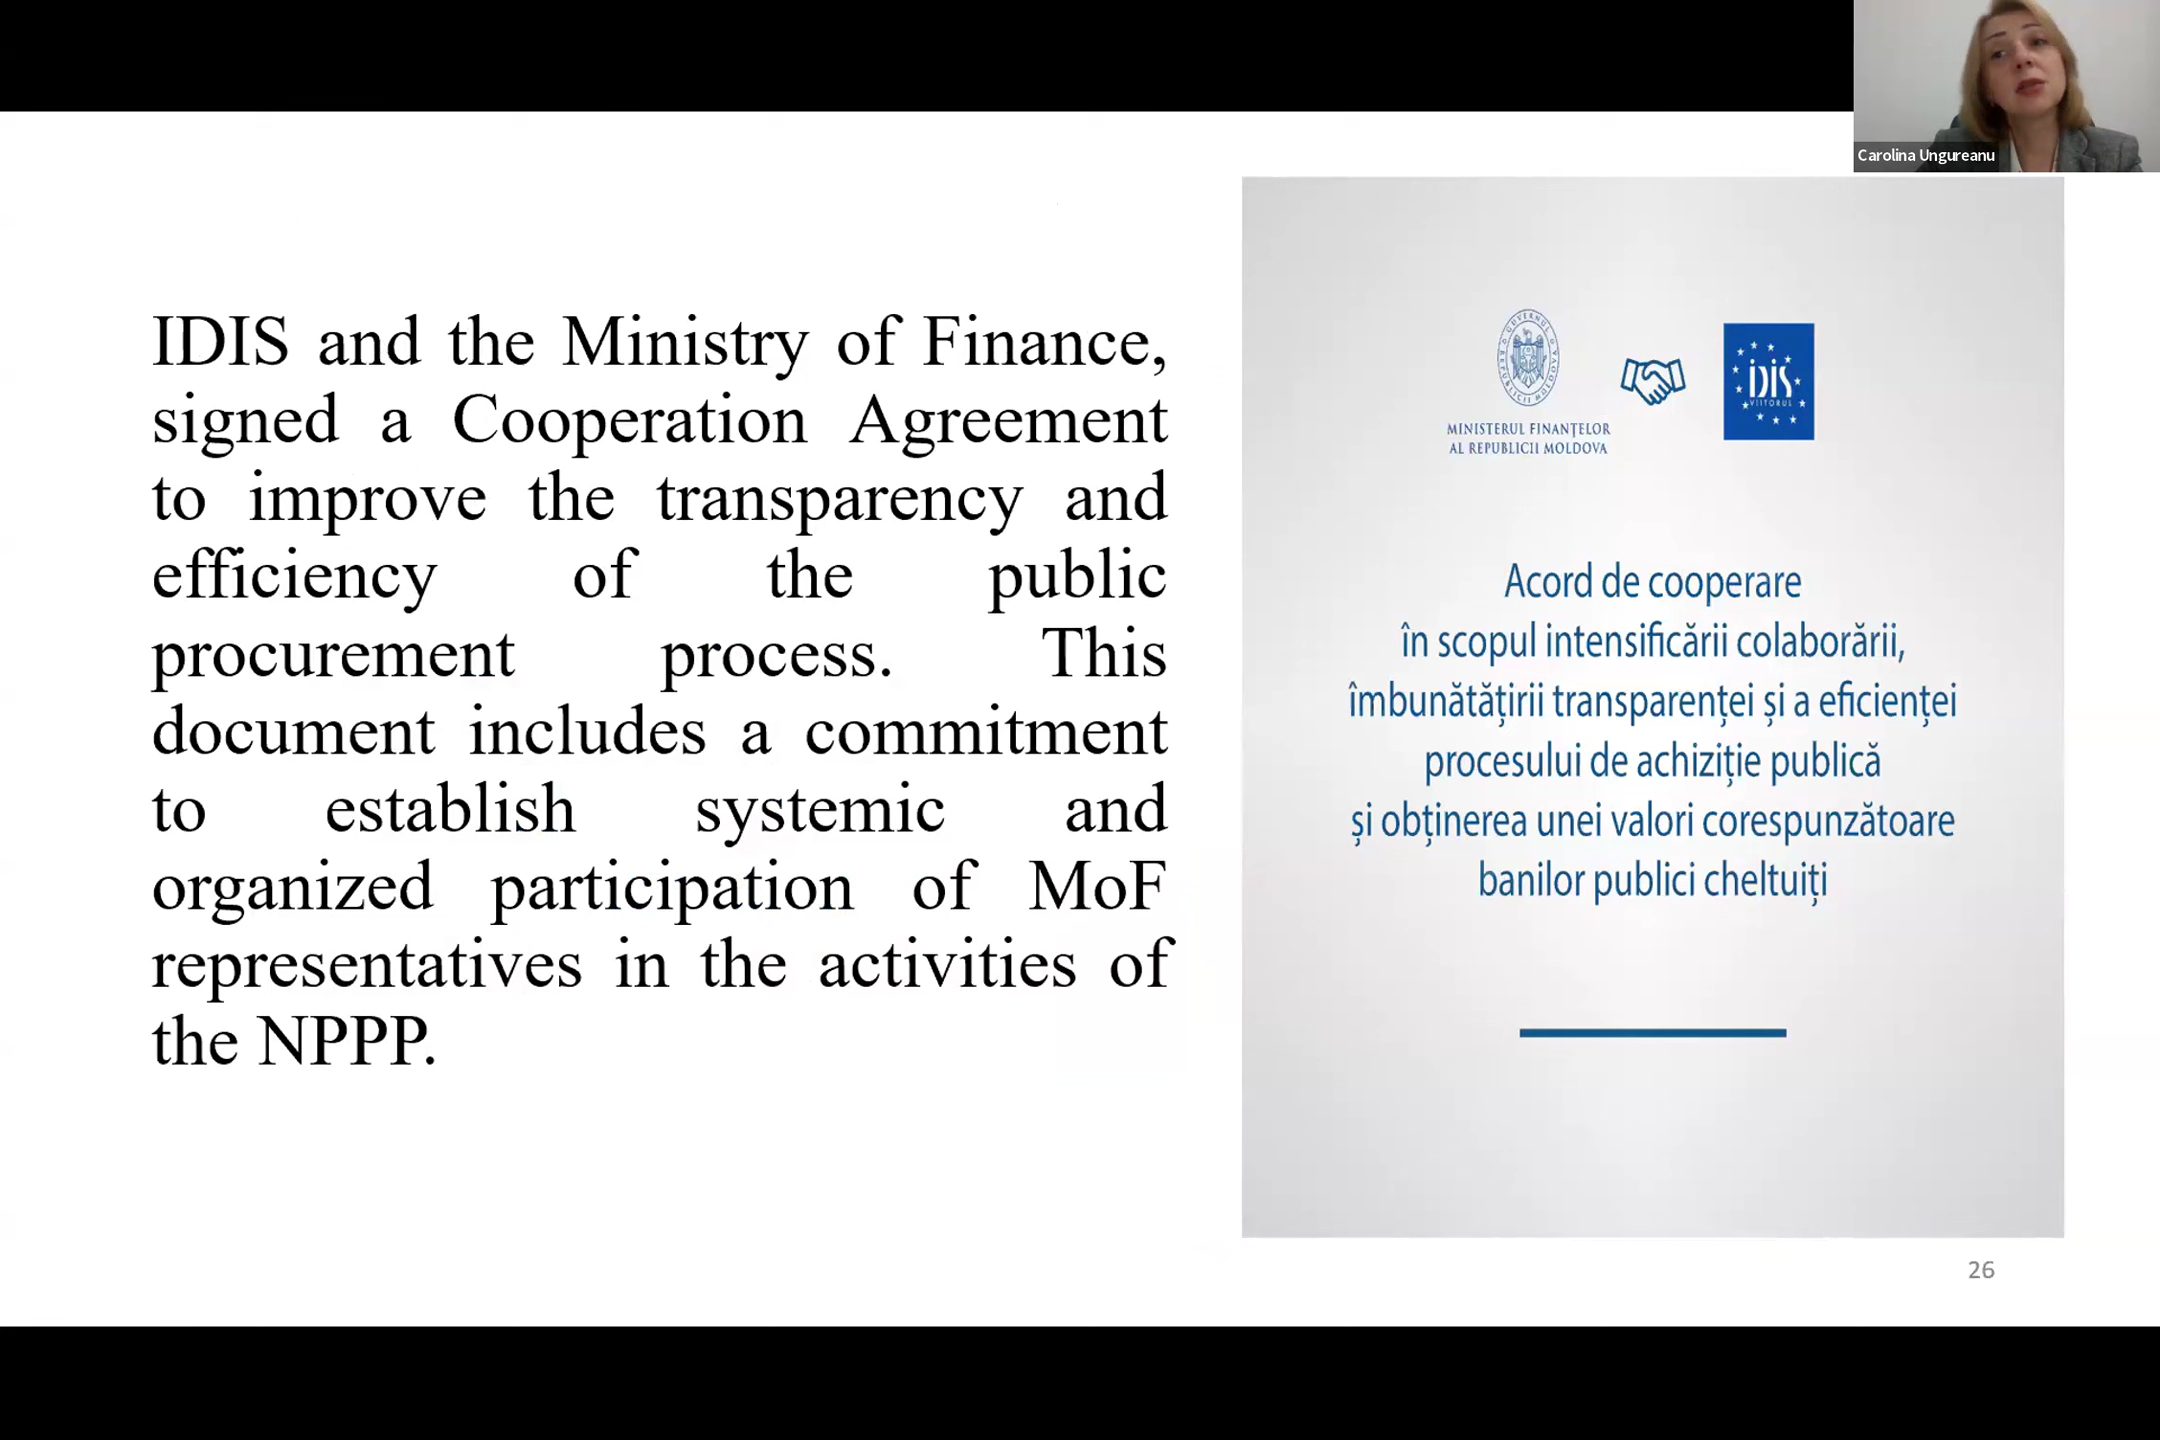 Carolina Ungureanu
IDIS and the Ministry of Finance,
signed a Cooperation Agreement
to improve the transparency and
efficiency of the public
procurement process. This
document includes a commitment
to establish systemic and
organized participation of MoF
representatives in the activities of
the NPPP.
MINISTERUL FINANȚELOR
AL REPUBLICII MOLDOVA
IDIS
VIITORUL
Acord de cooperare
în scopul intensificării colaborării,
îmbunătățirii transparenței și a eficienței
procesului de achiziție publică
și obținerea unei valori corespunzătoare
banilor publici cheltuiți
26